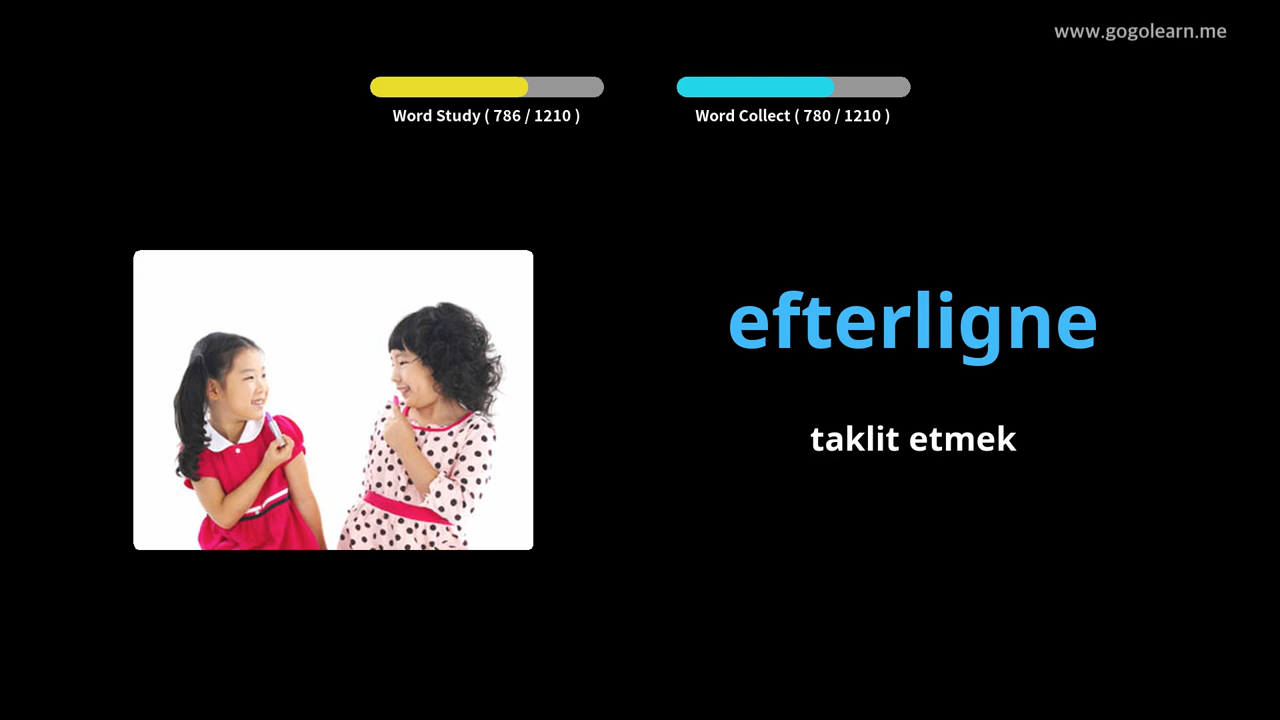 www.gogolearn.me
Word Study ( 786 / 1210 )
Word Collect ( 780 / 1210 )
efterligne
taklit etmek